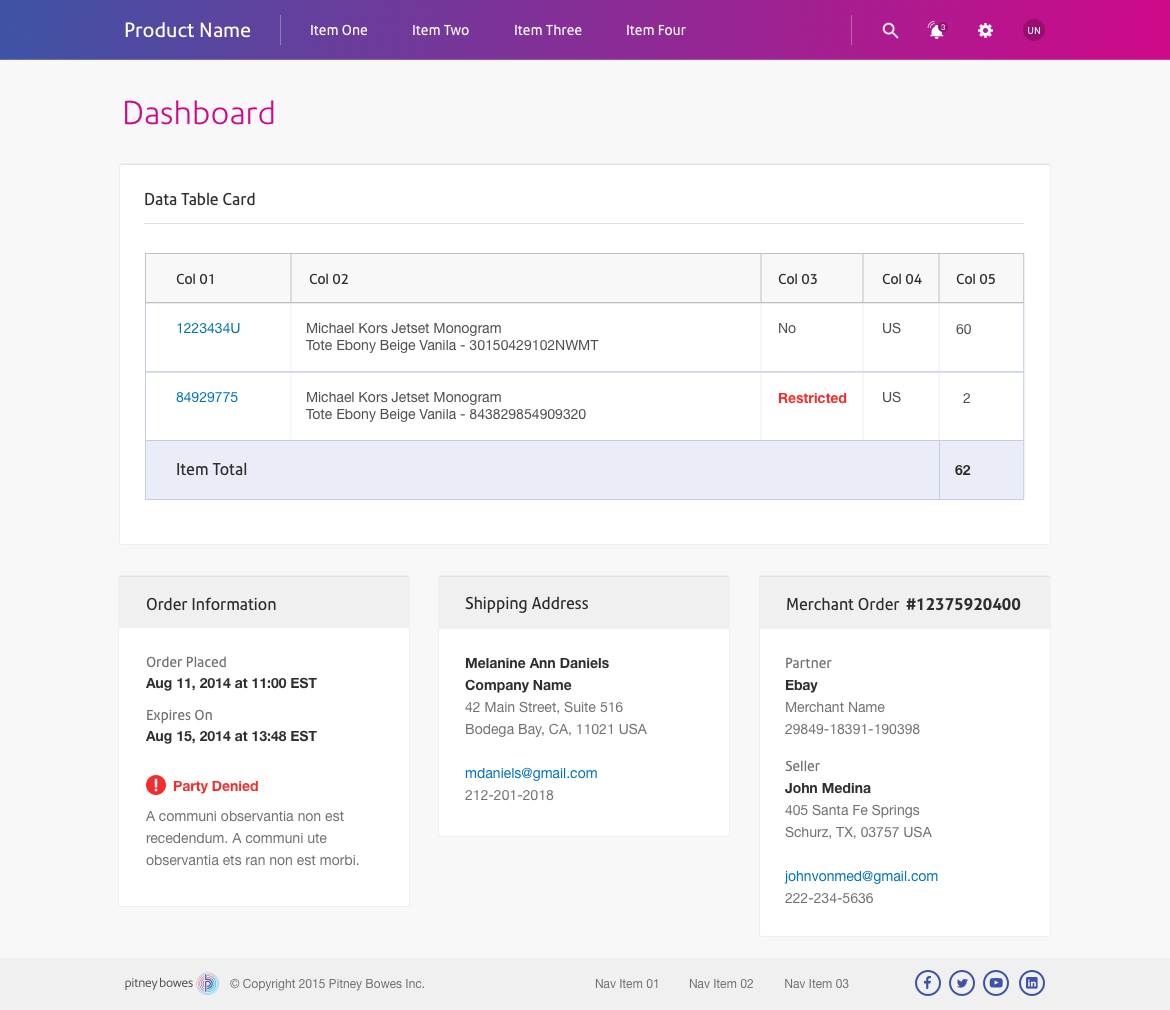 Product Name
Item One
Item Two
Item Three
Item Four
3
UN
Dashboard
Data Table Card
Col 01
Col 02
Col 03
Col 04
Col 05
1223434U
Michael Kors Jetset Monogram
Tote Ebony Beige Vanila - 30150429102NWMT
No
US
60
84929775
Michael Kors Jetset Monogram
Tote Ebony Beige Vanila - 843829854909320
Restricted
US
2
Item Total
62
Order Information
Order Placed
Aug 11, 2014 at 11:00 EST
Expires On
Aug 15, 2014 at 13:48 EST
Party Denied
A communi observantia non est
recedendum. A communi ute
observantia ets ran non est morbi.
Shipping Address
Melanine Ann Daniels
Company Name
42 Main Street, Suite 516
Bodega Bay, CA, 11021 USA
mdaniels@gmail.com
212-201-2018
Merchant Order #12375920400
Partner
Ebay
Merchant Name
29849-18391-190398
Seller
John Medina
405 Santa Fe Springs
Schurz, TX, 03757 USA
johnvonmed@gmail.com
222-234-5636
pitney bowes
© Copyright 2015 Pitney Bowes Inc.
Nav Item 01
Nav Item 02
Nav Item 03